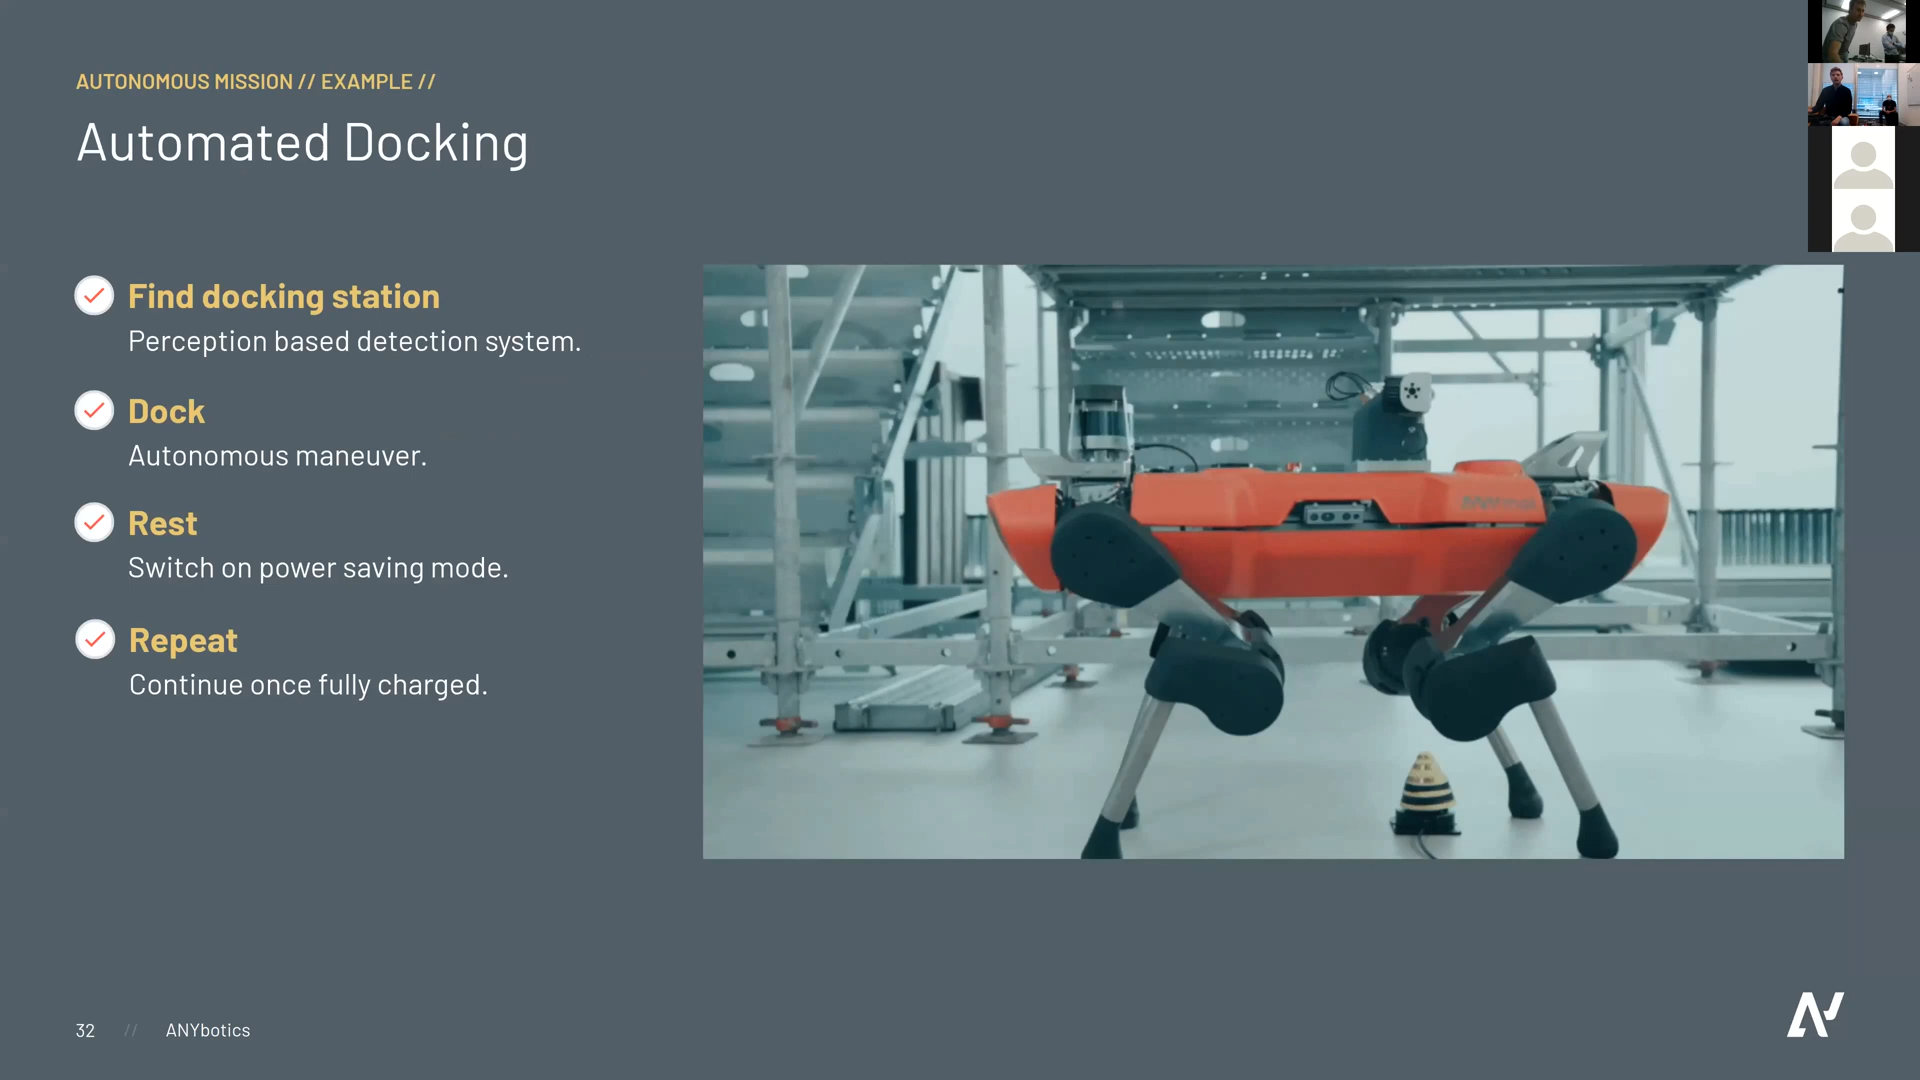 AUTONOMOUS MISSION // EXAMPLE //
Automated Docking
Find docking station
Perception based detection system.
Dock
Autonomous maneuver.
Rest
Switch on power saving mode.
Repeat
Continue once fully charged.
32 // ANYbotics